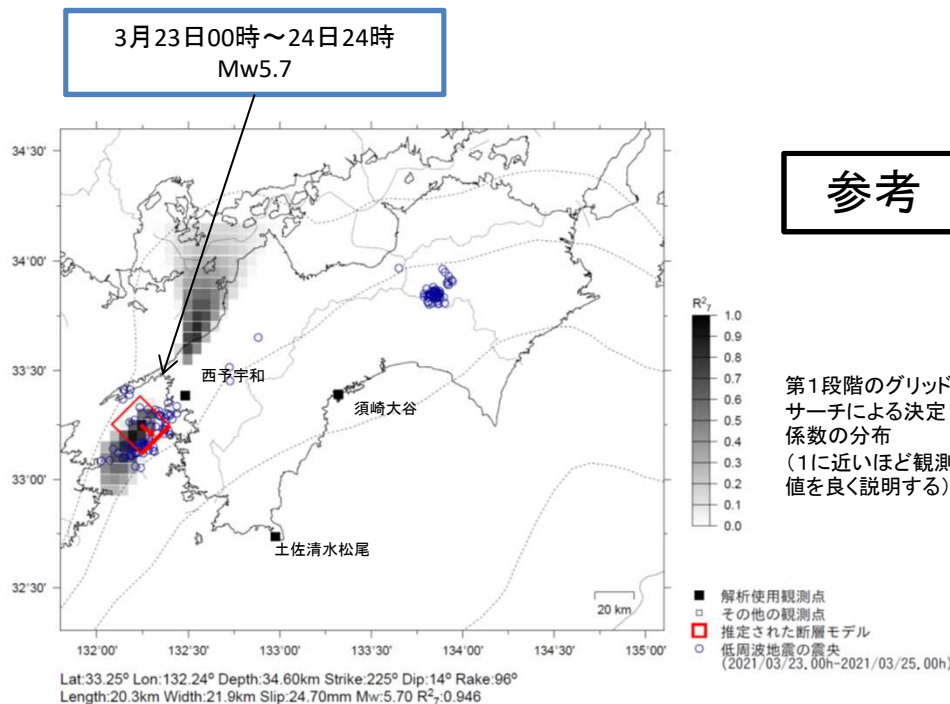 3月23日00時～24日24時
Mw5.7
参考
34°30'
34°00'
33°30'
33°00'
32°30'
132°00'
132°30'
133°00'
133°30'
134°00'
134°30'
135°00'
西予宇和
須崎大谷
土佐清水松尾
20 km
R²₇
1.0
0.9
0.8
0.7
0.6
0.5
0.4
0.3
0.2
0.1
0.0
第1段階のグリッド
サーチによる決定
係数の分布
(1に近いほど観測
値を良く説明する)
解析使用観測点
その他の観測点
推定された断層モデル
低周波地震の震央
(2021/03/23.00h-2021/03/25.00h)
Lat:33.25° Lon:132.24° Depth:34.60km Strike:225° Dip:14° Rake:96°
Length:20.3km Width:21.9km Slip:24.70mm Mw:5.70 R²₇:0.946